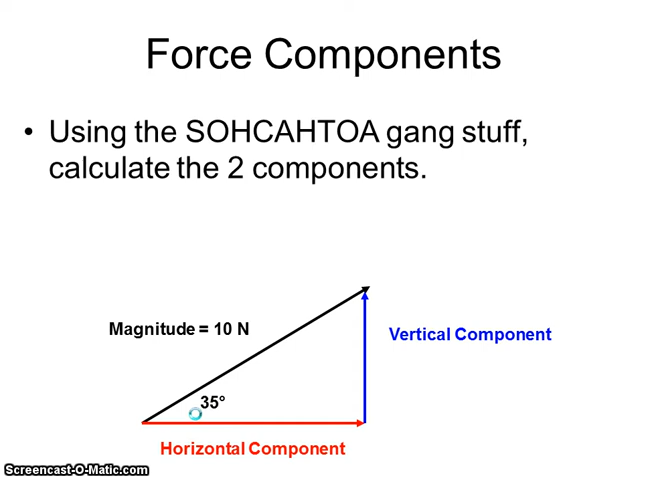 Force Components
• Using the SOHCAHTOA gang stuff,
calculate the 2 components.
Magnitude = 10 N
Vertical Component
35°
Horizontal Component
Screencast-O-Matic.com